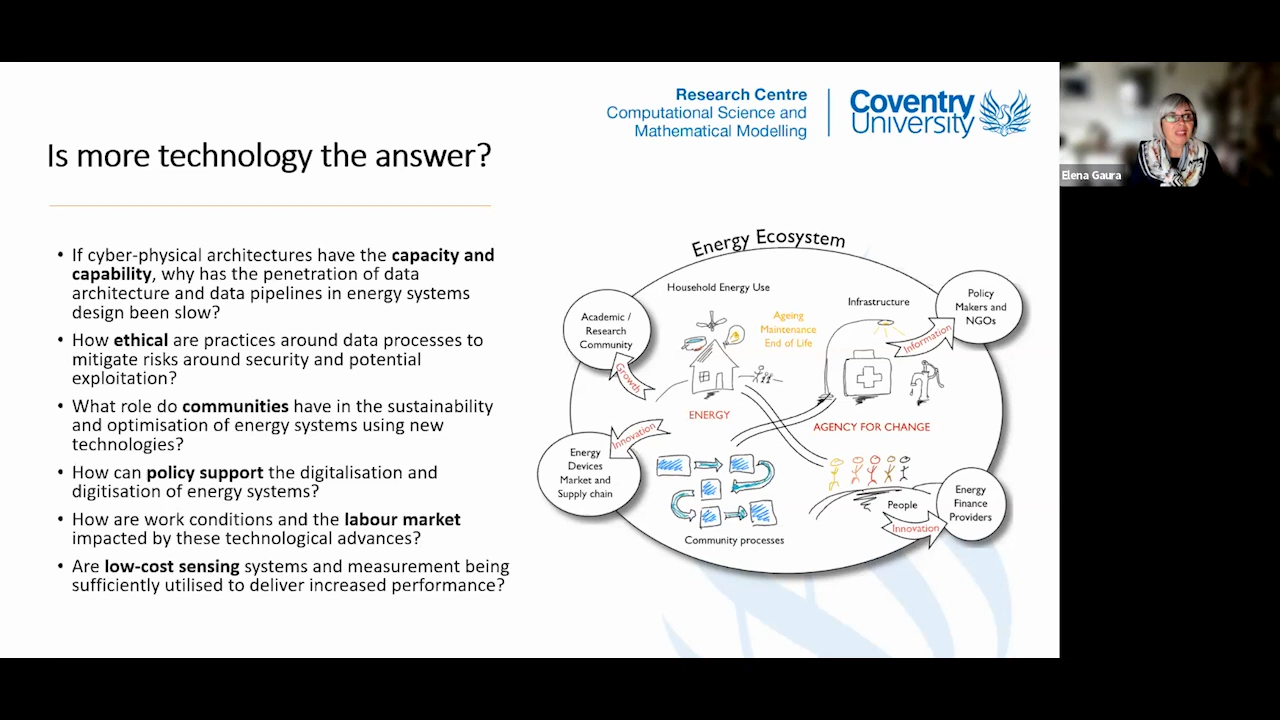 Research Centre
Computational Science and
Mathematical Modelling
Coventry
University
Elena Gaura
Is more technology the answer?
• If cyber-physical architectures have the capacity and
capability, why has the penetration of data
architecture and data pipelines in energy systems
design been slow?
• How ethical are practices around data processes to
mitigate risks around security and potential
exploitation?
• What role do communities have in the sustainability
and optimisation of energy systems using new
technologies?
• How can policy support the digitalisation and
digitisation of energy systems?
• How are work conditions and the labour market
impacted by these technological advances?
• Are low-cost sensing systems and measurement being
sufficiently utilised to deliver increased performance?
Energy Ecosystem
Household Energy Use
Infrastructure
Policy
Makers and
NGOs
Academic /
Research
Community
Ageing
Maintenance
End of Life
Information
Growth
ENERGY
AGENCY FOR CHANGE
Innovation
Energy
Devices
Market and
Supply chain
People
Energy
Finance
Providers
Innovation
Community processes